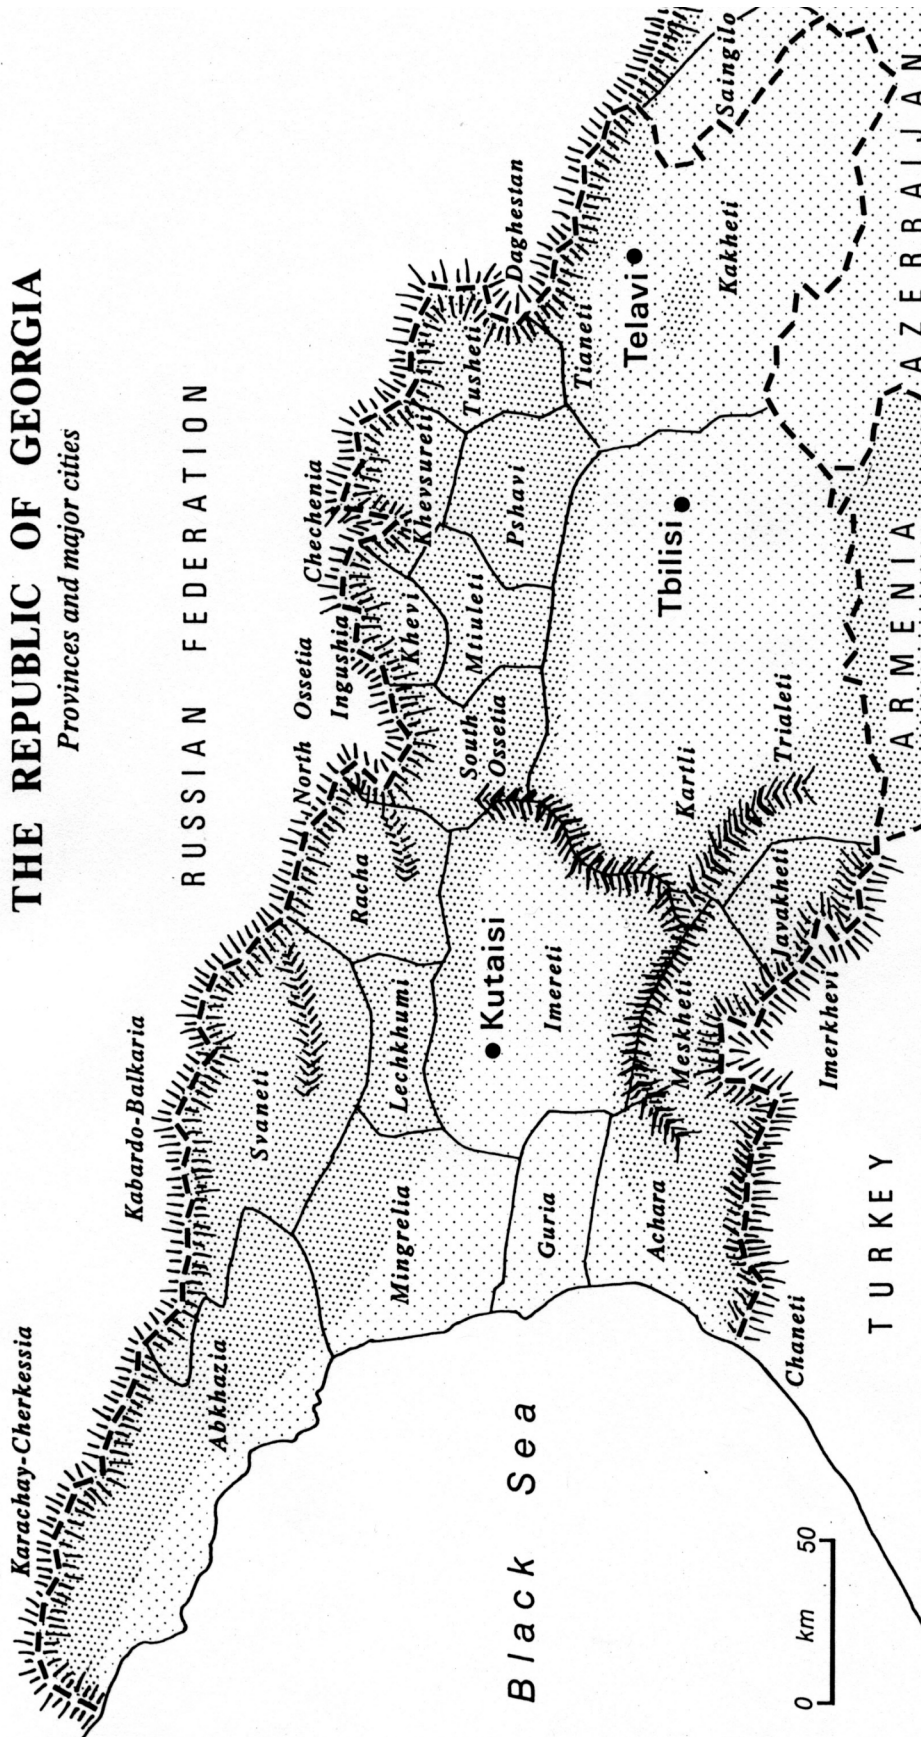 THE REPUBLIC OF GEORGIA
Provinces and major cities
RUSSIAN FEDERATION
Karachay-Cherkessia
Kabardo-Balkaria
North Ossetia
Ingushia
Chechenia
Daghestan
Abkhazia
Svaneti
Racha
Lechkhumi
Mingrelia
Khevi
Khevsureti
Tusheti
Mtiuleti
Pshavi
South
Ossetia
Tianeti
Kutaisi
Imereti
Guria
Achara
Meskheti
Javakheti
Kartli
Trialeti
Tbilisi
Telavi
Kakheti
Saingilo
Imerkhevi
Chaneti
Black Sea
TURKEY
ARMENIA
AZERBAIJAN
0 km 50